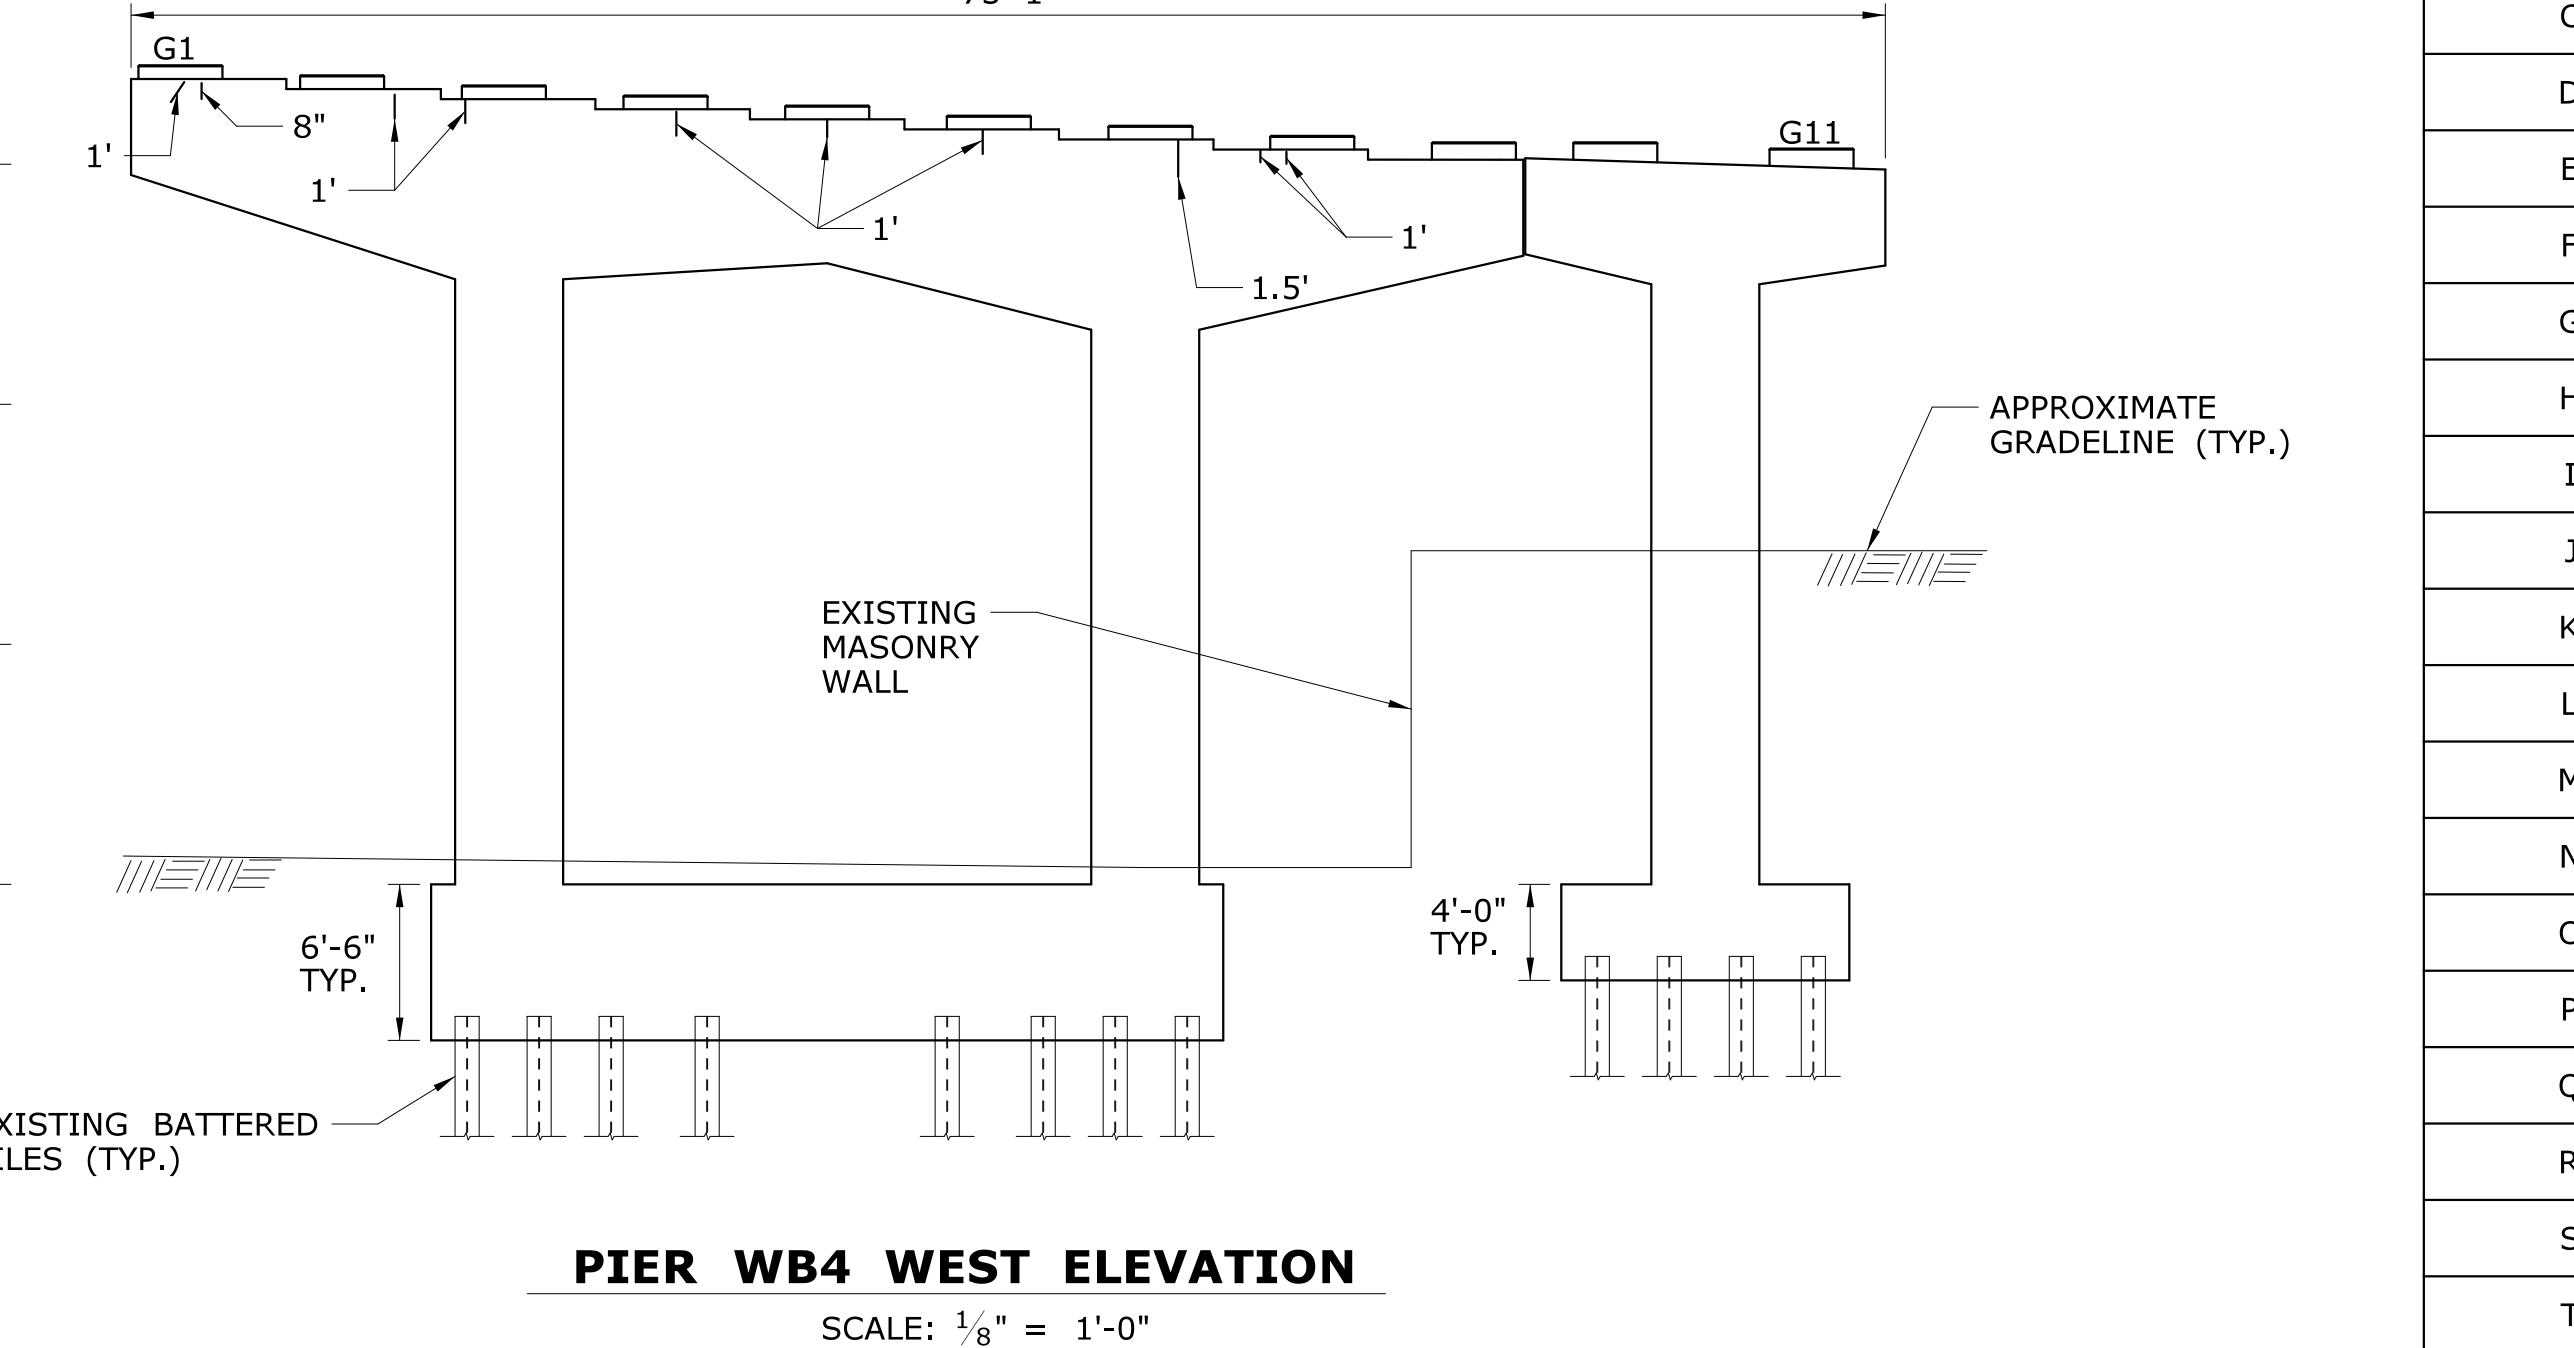 G1
G11
8"
1'
1'
1'
1'
1.5'
APPROXIMATE
GRADELINE (TYP.)
EXISTING
MASONRY
WALL
4'-0"
TYP.
6'-6"
TYP.
XISTING BATTERED
ILES (TYP.)
PIER WB4 WEST ELEVATION
SCALE: 1/8" = 1'-0"
D
E
F
G
H
I
J
K
L
M
N
O
P
Q
R
S
T